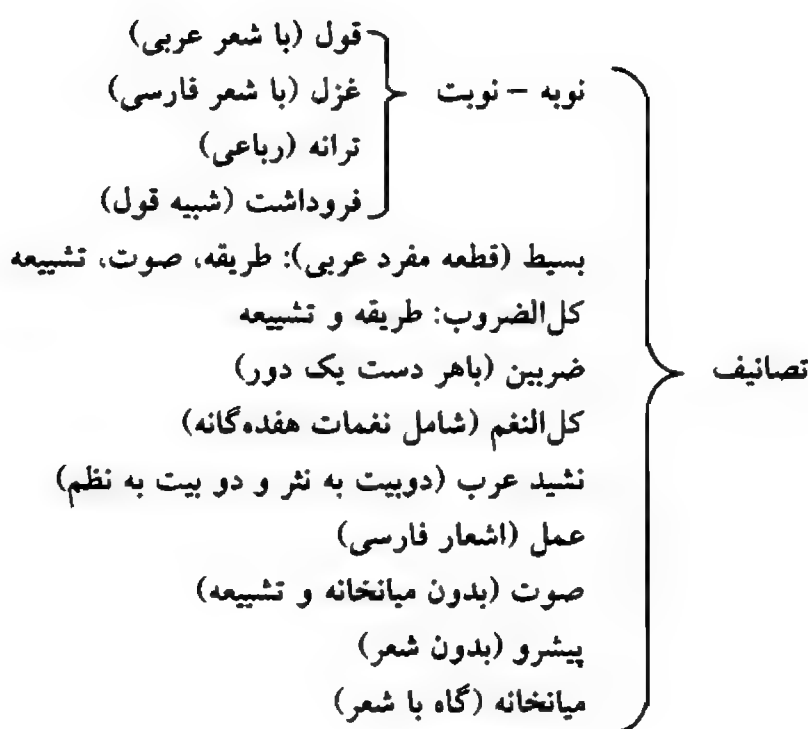 قول (با شعر عربی)
نوبه – نوبت غزل (با شعر فارسی)
ترانه (رباعی)
فروداشت (شبیه قول)
بسیط (قطعه مفرد عربی): طریقه، صوت، تشییعه
کل‌الضروب: طریقه و تشییعه
تصانیف ضربین (باهر دست یک دور)
کل‌النغم (شامل نغمات هفده‌گانه)
نشید عرب (دوبیت به نثر و دو بیت به نظم)
عمل (اشعار فارسی)
صوت (بدون میانخانه و تشییعه)
پیشرو (بدون شعر)
میانخانه (گاه با شعر)